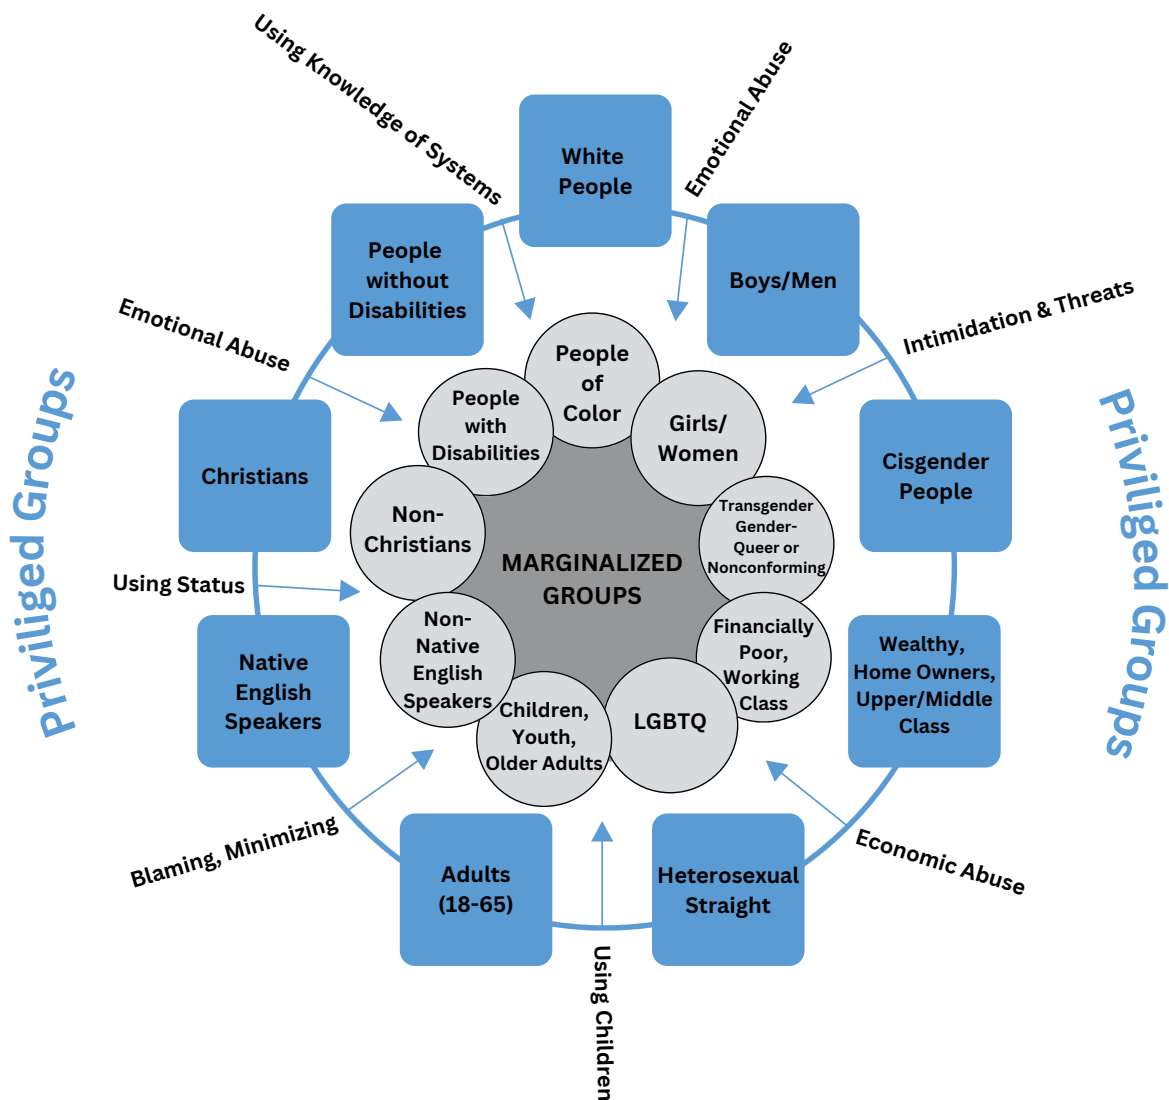 Using Knowledge of Systems
Emotional Abuse
White
People
People
without
Disabilities
Boys/Men
Emotional Abuse
Intimidation & Threats
Priviliged Groups
Priviliged Groups
Christians
Cisgender
People
People
of
Color
People
with
Disabilities
Girls/
Women
Non-
Christians
Transgender
Gender-
Queer or
Nonconforming
MARGINALIZED
GROUPS
Using Status
Non-
Native
English
Speakers
Financially
Poor,
Working
Class
Native
English
Speakers
Wealthy,
Home Owners,
Upper/Middle
Class
Children,
Youth,
Older Adults
LGBTQ
Blaming, Minimizing
Economic Abuse
Adults
(18-65)
Heterosexual
Straight
Using Children